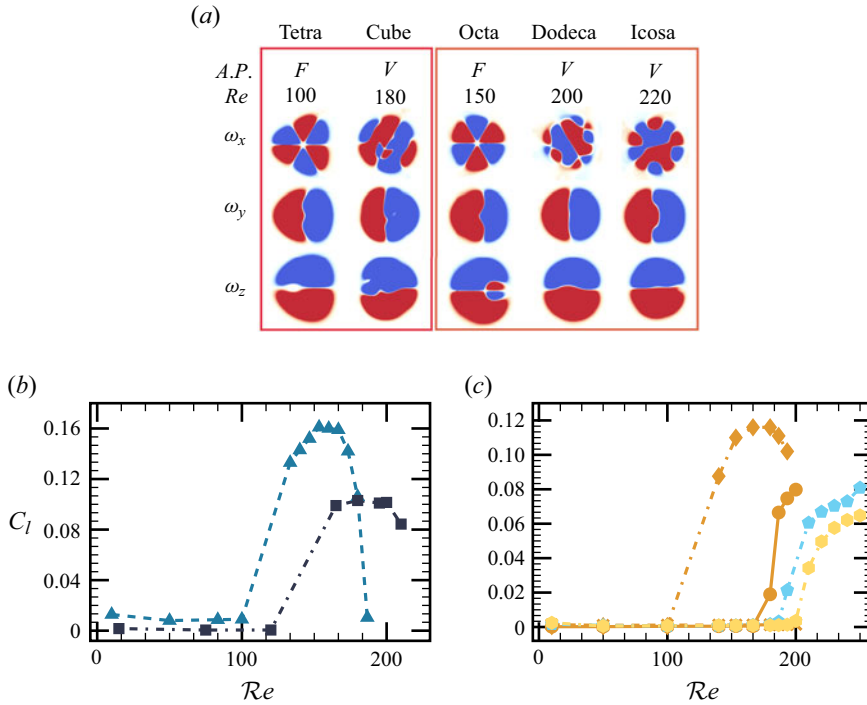 (a)
Tetra Cube Octa Dodeca Icosa
A.P. F V F V V
Re 100 180 150 200 220
ωx
ωy
ωz
(b) (c)
0.16
0.12
0.08
0.04
0
Cl
0 100 200
Re
0.12
0.10
0.08
0.06
0.04
0.02
0
0 100 200
Re